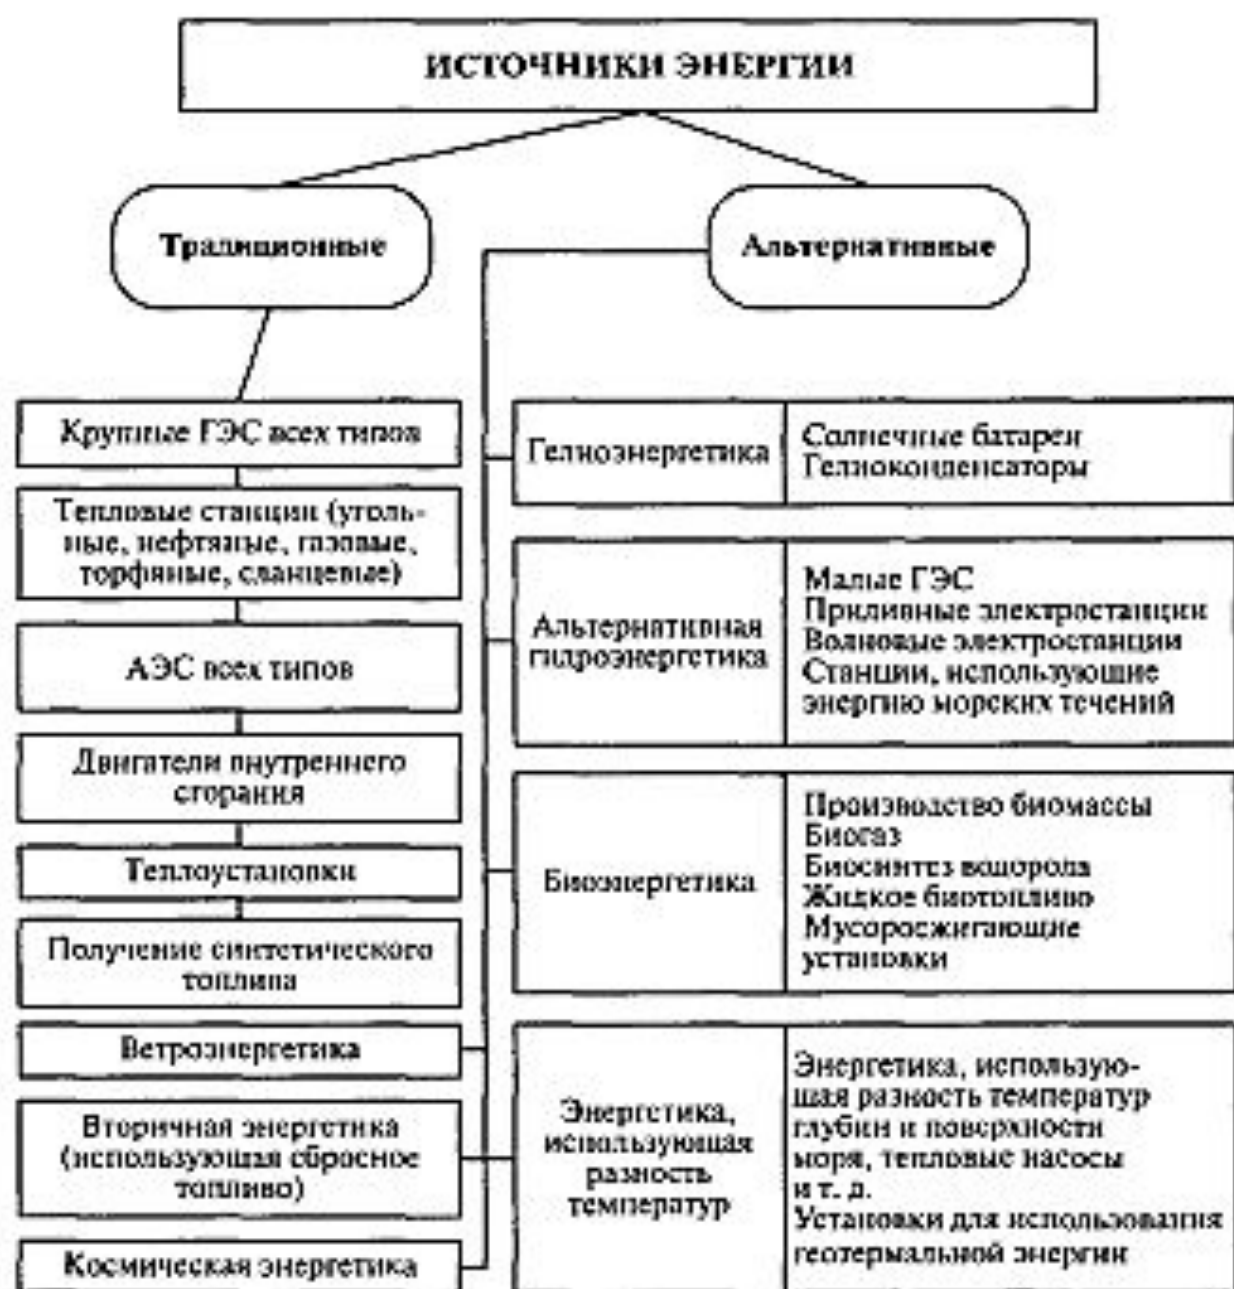 ИСТОЧНИКИ ЭНЕРГИИ
Традиционные
Альтернативные
Крупные ГЭС всех типов
Тепловые станции (уголь-
ные, нефтяные, газовые,
торфяные, сланцевые)
АЭС всех типов
Двигатели внутреннего
сгорания
Теплоустановки
Получение синтетического
топлива
Ветроэнергетика
Вторичная энергетика
(использующая сбросное
топливо)
Космическая энергетика
Гелиоэнергетика
Солнечные батареи
Гелиоконденсаторы
Альтернативная
гидроэнергетика
Малые ГЭС
Приливные электростанции
Волновые электростанции
Станции, использующие
энергию морских течений
Биоэнергетика
Производство биомассы
Биогаз
Биосинтез водорода
Жидкое биотопливо
Мусоросжигающие
установки
Энергетика,
использующая
разность
температур
Энергетика, использую-
щая разность температур
глубин и поверхности
моря, тепловые насосы
и т. д.
Установки для использования
геотермальной энергии